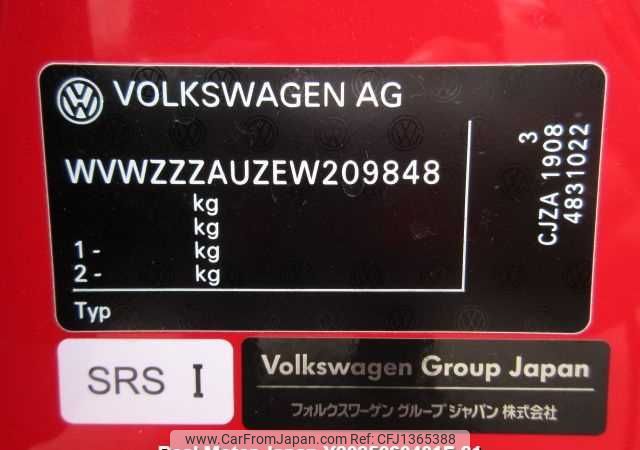 VOLKSWAGEN AG
WVWZZZAUZEW209848
kg
kg
1 - kg
2 - kg
Typ
3
CJZA 1908
4831022
SRS I
Volkswagen Group Japan
フォルクスワーゲン グループ ジャパン 株式会社
www.CarFromJapan.com | ID: CFJ1365388